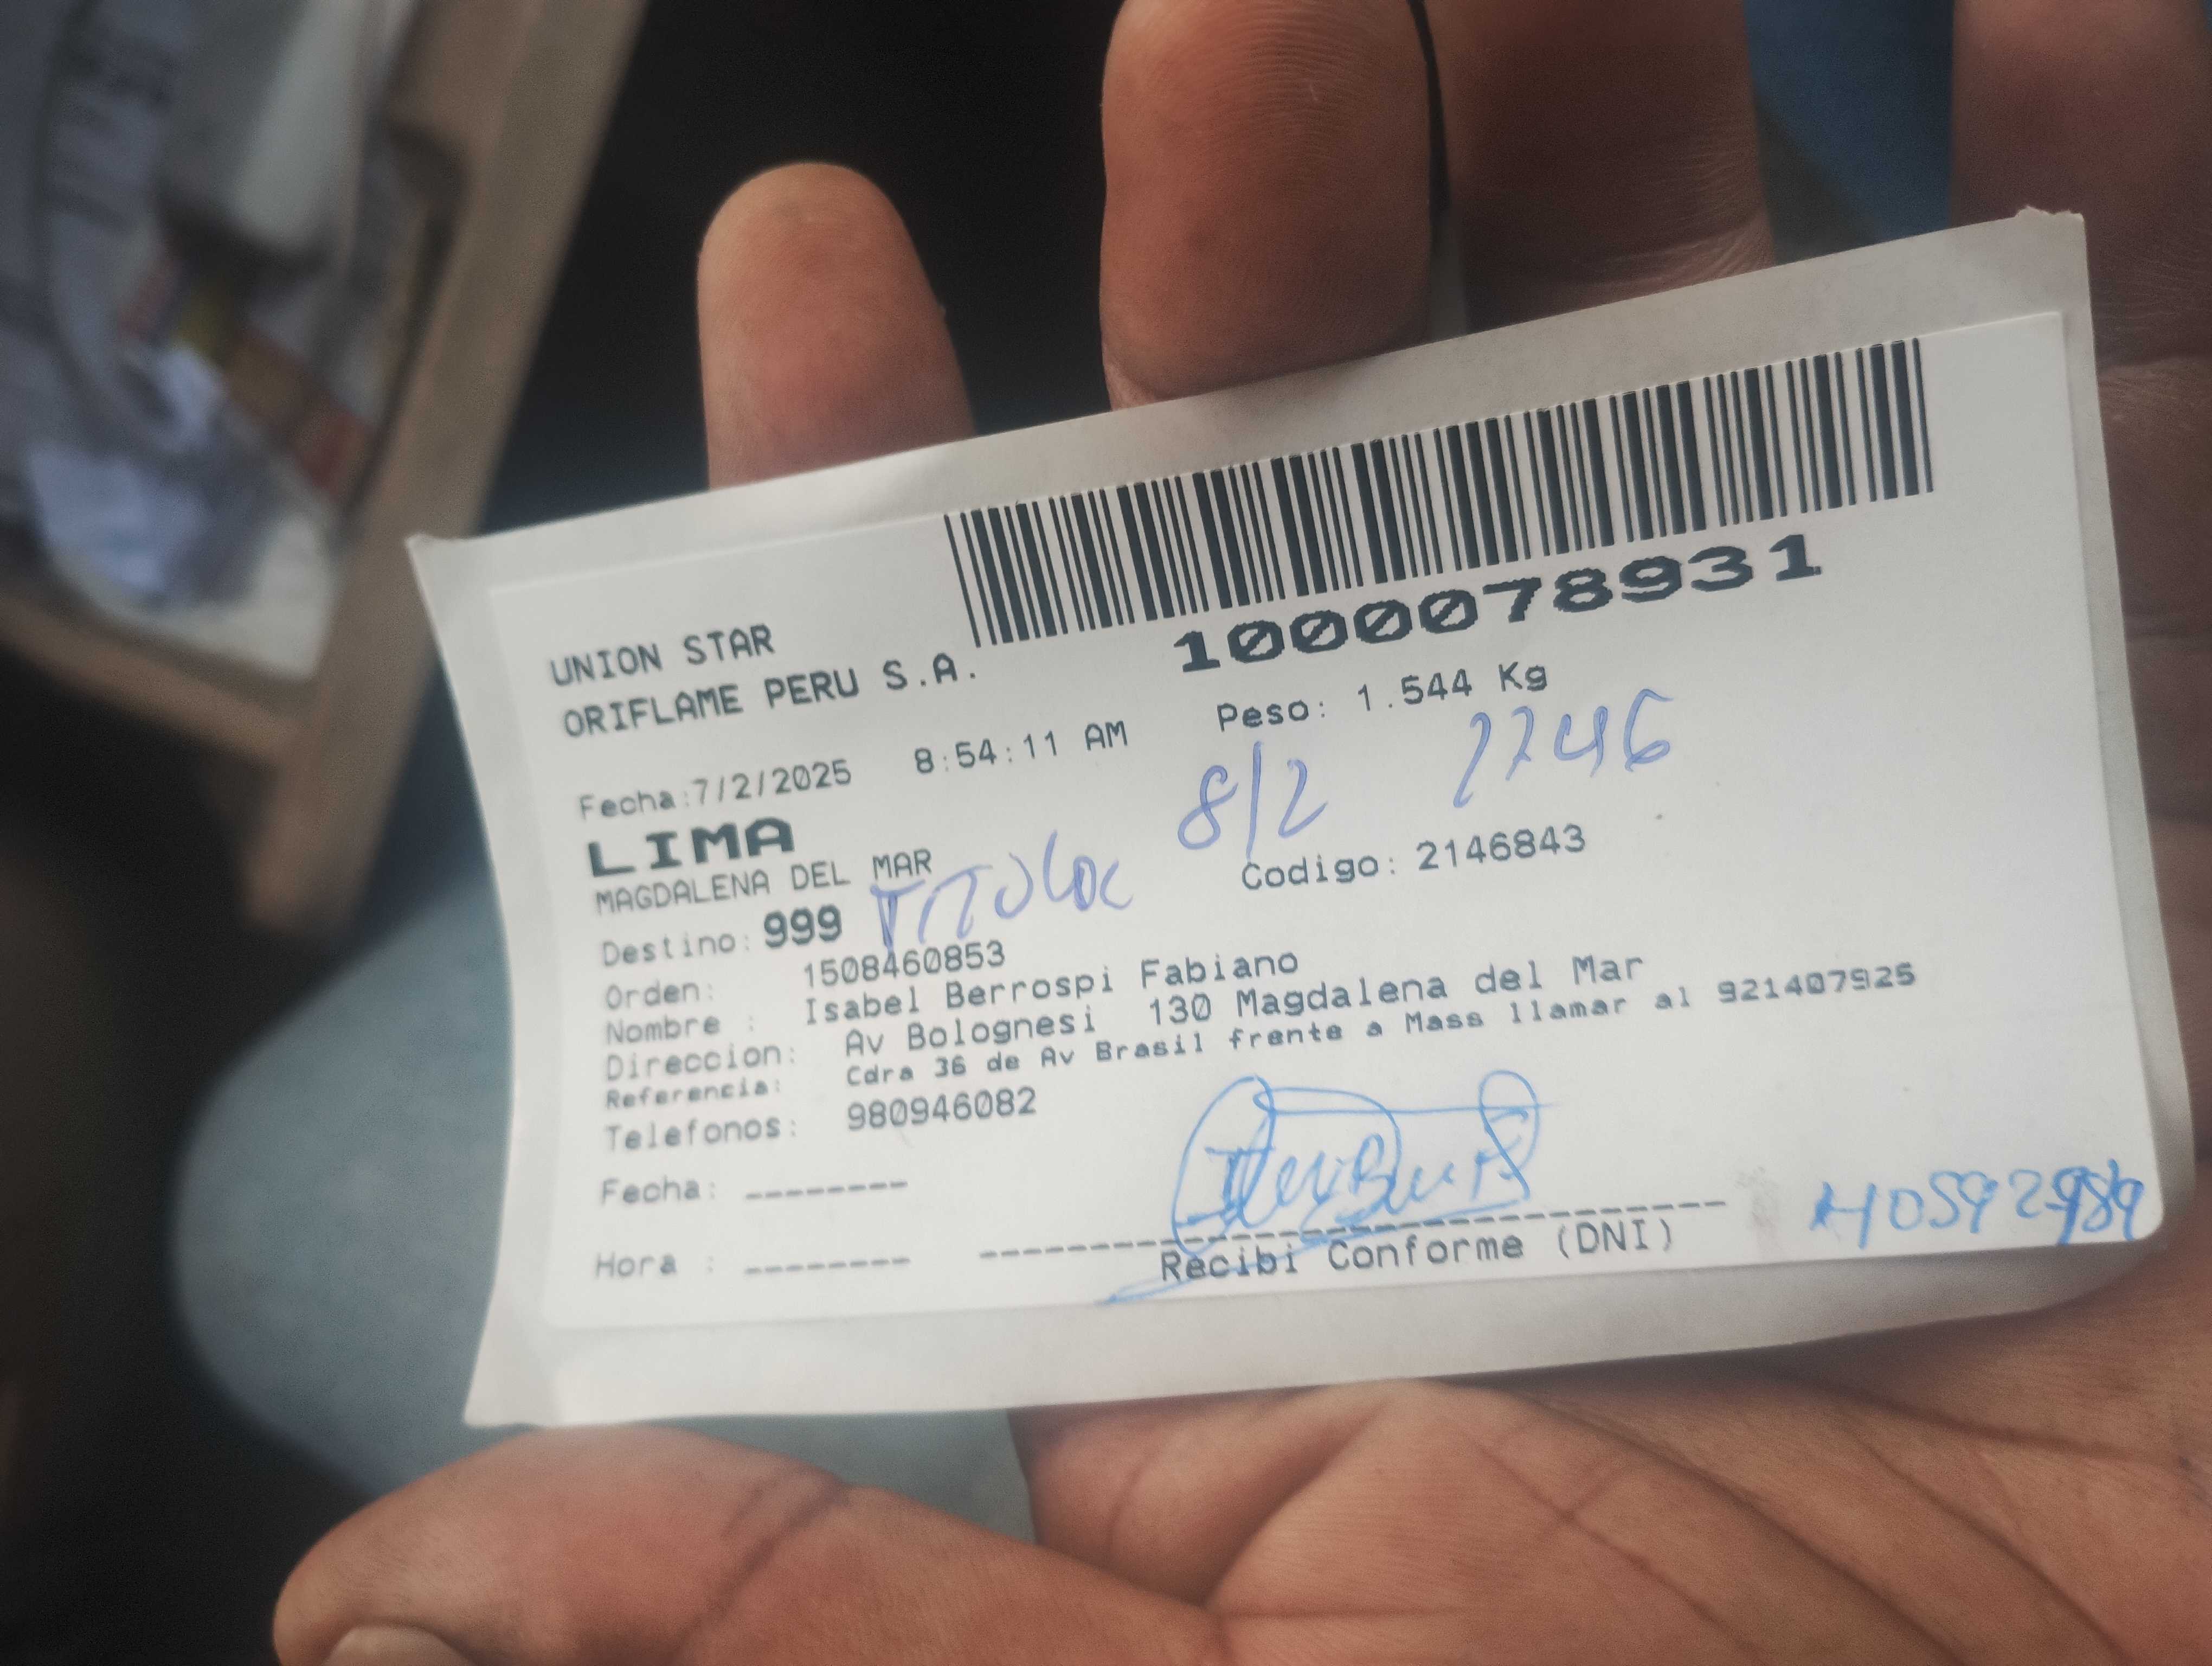 1000078931
UNION STAR
ORIFLAME PERU S.A.
Fecha:7/2/2025 8:54:11 AM Peso: 1.544 Kg
8/2
LIMA
MAGDALENA DEL MAR
Destino: 999 Codigo: 2146843
TITULAR
Orden: 1508460853
Nombre : Isabel Berrospi Fabiano
Direccion: Av Bolognesi 130 Magdalena del Mar
Referencia: Cdra 36 de Av Brasil frente a Mass llamar al 921407925
Telefonos: 980946082
Fecha: --------
Hora : --------
Recibi Conforme (DNI)